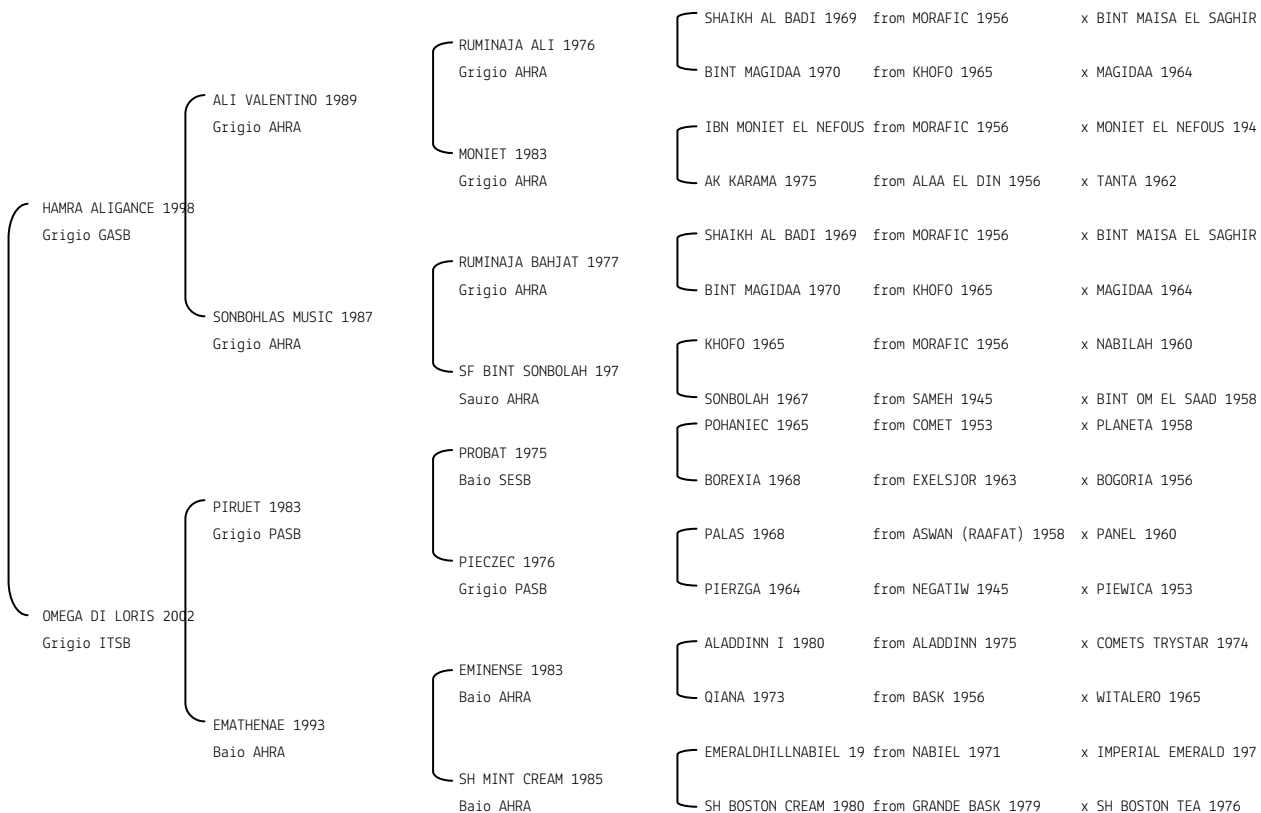 SHAIKH AL BADI 1969 from MORAFIC 1956 x BINT MAISA EL SAGHIR
RUMINAJA ALI 1976
Grigio AHRA BINT MAGIDAA 1970 from KHOFO 1965 x MAGIDAA 1964
ALI VALENTINO 1989
Grigio AHRA IBN MONIET EL NEFOUS from MORAFIC 1956 x MONIET EL NEFOUS 194
MONIET 1983
Grigio AHRA AK KARAMA 1975 from ALAA EL DIN 1956 x TANTA 1962
HAMRA ALIGANCE 1998
Grigio GASB SHAIKH AL BADI 1969 from MORAFIC 1956 x BINT MAISA EL SAGHIR
RUMINAJA BAHJAT 1977
Grigio AHRA BINT MAGIDAA 1970 from KHOFO 1965 x MAGIDAA 1964
SONBOHLAS MUSIC 1987
Grigio AHRA KHOFO 1965 from MORAFIC 1956 x NABILAH 1960
SF BINT SONBOLAH 197
Sauro AHRA SONBOLAH 1967 from SAMEH 1945 x BINT OM EL SAAD 1958
POHANIEC 1965 from COMET 1953 x PLANETA 1958
PROBAT 1975
Baio SESB BOREXIA 1968 from EXELSJOR 1963 x BOGORIA 1956
PIRUET 1983
Grigio PASB PALAS 1968 from ASWAN (RAAFAT) 1958 x PANEL 1960
PIECZEC 1976
Grigio PASB PIERZGA 1964 from NEGATIW 1945 x PIEWICA 1953
OMEGA DI LORIS 2002
Grigio ITSB ALADDINN I 1980 from ALADDINN 1975 x COMETS TRYSTAR 1974
EMINENSE 1983
Baio AHRA QIANA 1973 from BASK 1956 x WITALERO 1965
EMATHENAE 1993
Baio AHRA EMERALDHILLNABIEL 19 from NABIEL 1971 x IMPERIAL EMERALD 197
SH MINT CREAM 1985
Baio AHRA SH BOSTON CREAM 1980 from GRANDE BASK 1979 x SH BOSTON TEA 1976